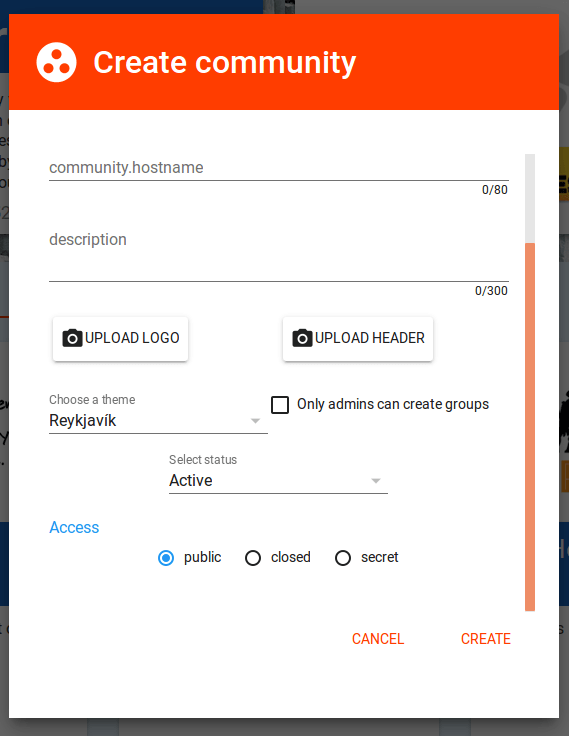 Create community
community.hostname
0/80
description
0/300
UPLOAD LOGO
UPLOAD HEADER
Choose a theme
Reykjavík
Only admins can create groups
Select status
Active
Access
public
closed
secret
CANCEL
CREATE